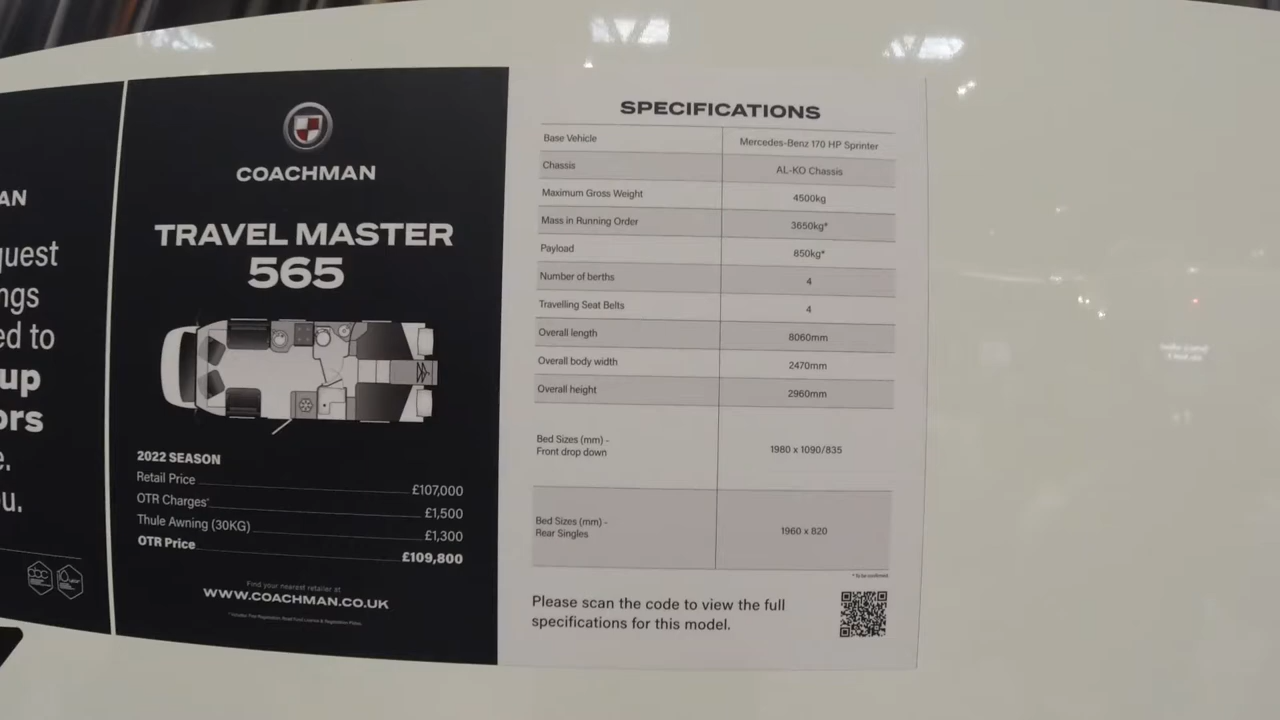 AN
uest
ngs
ed to
up
ors
e.
u.
COACHMAN
TRAVEL MASTER
565
2022 SEASON
Retail Price £107,000
OTR Charges* £1,500
Thule Awning (30KG) £1,300
OTR Price £109,800
Find your nearest retailer at
WWW.COACHMAN.CO.UK
SPECIFICATIONS
Base Vehicle Mercedes-Benz 170 HP Sprinter
Chassis AL-KO Chassis
Maximum Gross Weight 4500kg
Mass in Running Order 3650kg*
Payload 850kg*
Number of berths 4
Travelling Seat Belts 4
Overall length 8060mm
Overall body width 2470mm
Overall height 2960mm
Bed Sizes (mm) -
Front drop down 1980 x 1090/835
Bed Sizes (mm) -
Rear Singles 1960 x 820
* To be confirmed
Please scan the code to view the full
specifications for this model.